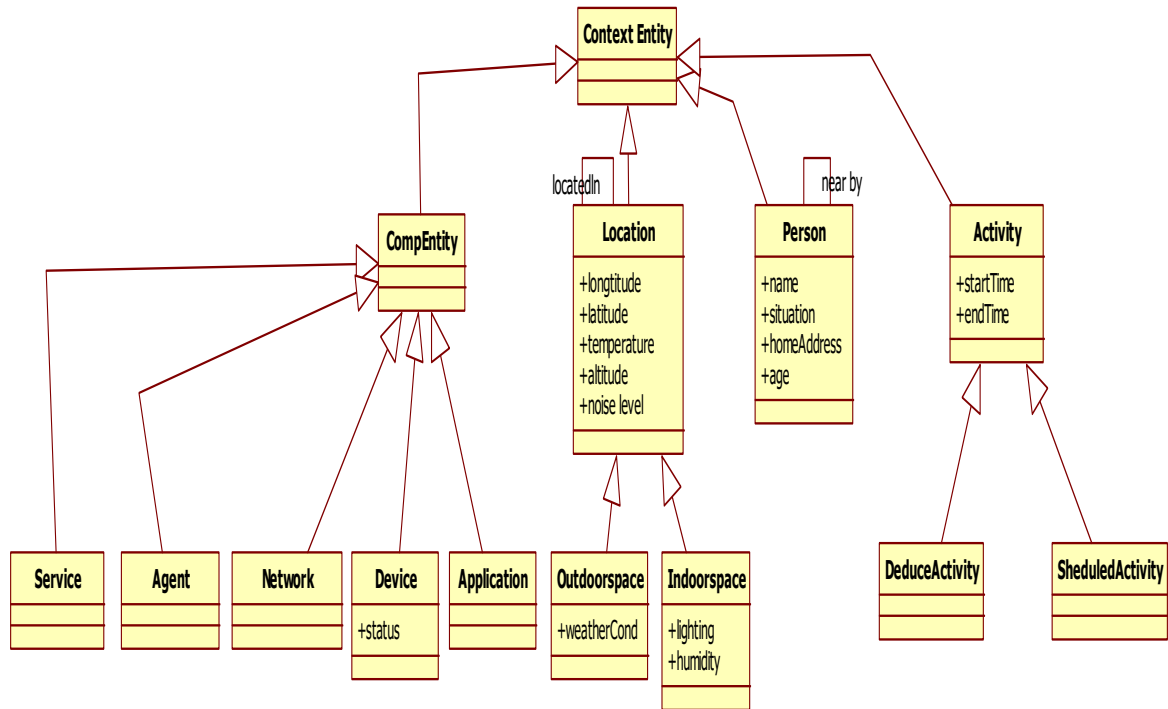 Context Entity
locatedIn
near by
CompEntity
Location
+longtitude
+latitude
+temperature
+altitude
+noise level
Person
+name
+situation
+homeAddress
+age
Activity
+startTime
+endTime
Service
Agent
Network
Device
+status
Application
Outdoorspace
+weatherCond
Indoorspace
+lighting
+humidity
DeduceActivity
SheduledActivity